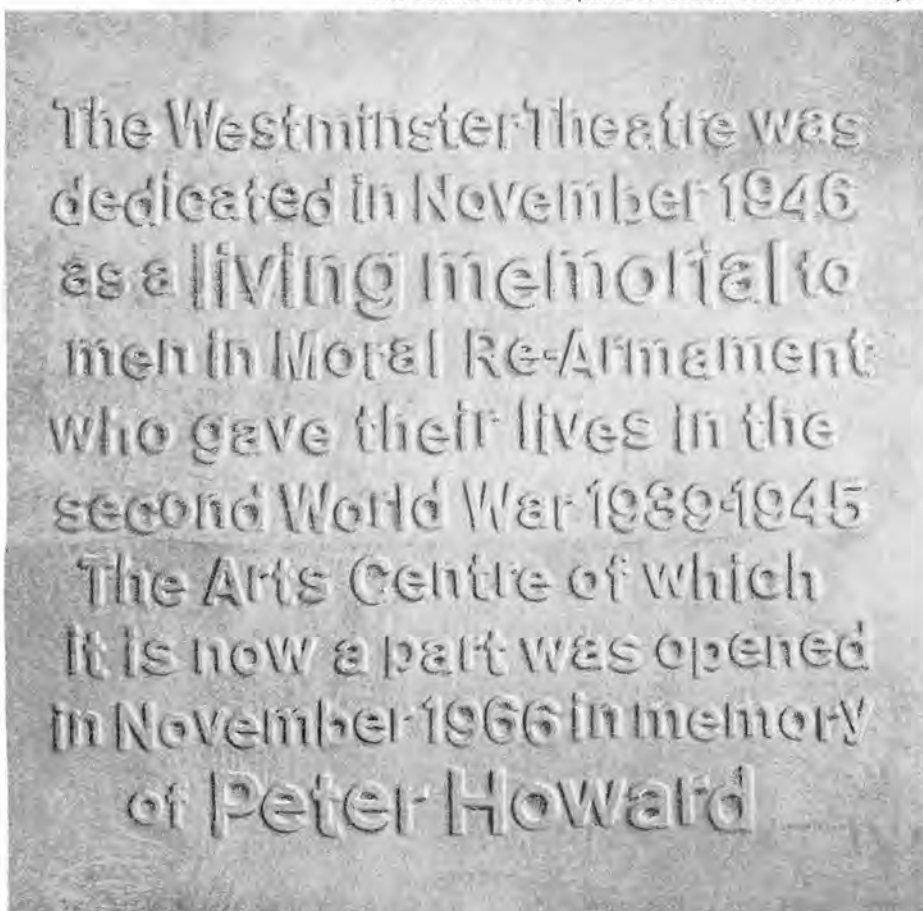 The Westminster Theatre was
dedicated in November 1946
as a living memorial to
men in Moral Re-Armament
who gave their lives in the
second World War 1939-1945
The Arts Centre of which
it is now a part was opened
in November 1966 in memory
of Peter Howard